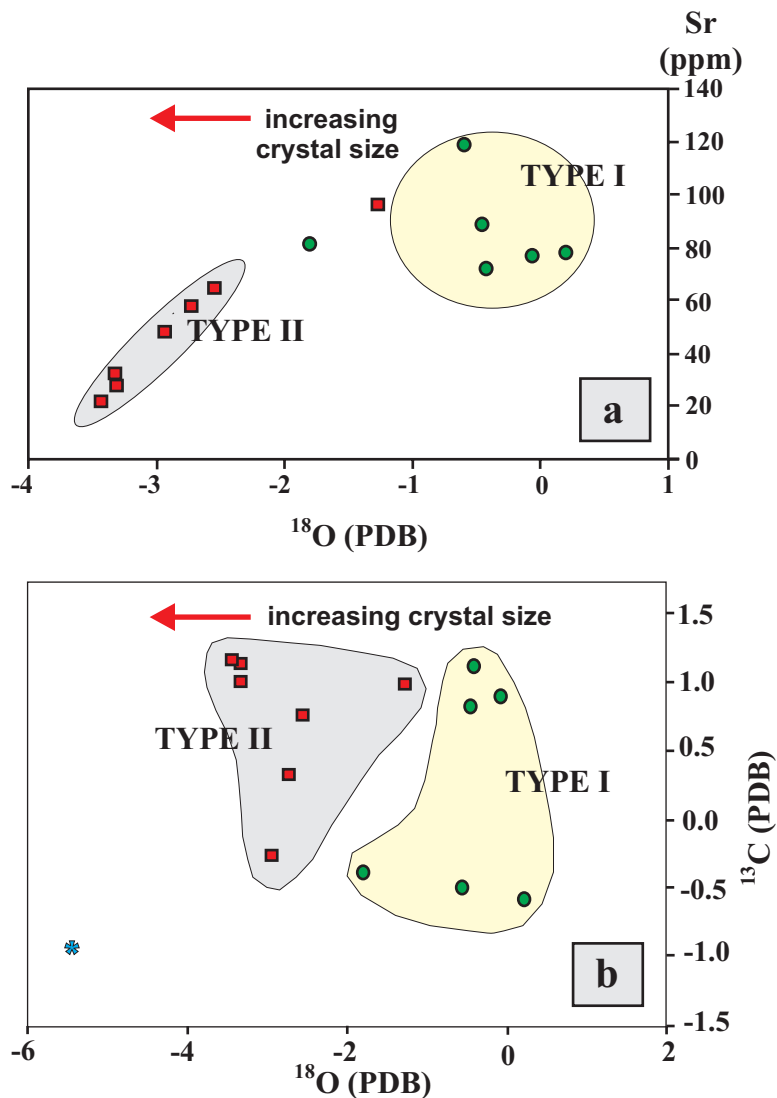 Sr
(ppm)
140
increasing
crystal size
120
TYPE I
100
80
60
TYPE II
40
a
20
0
-4 -3 -2 -1 0 1
18O (PDB)
increasing crystal size
1.5
1.0
TYPE II
0.5
TYPE I
0.0
13C (PDB)
-0.5
*
-1.0
b
-1.5
-6 -4 -2 0 2
18O (PDB)